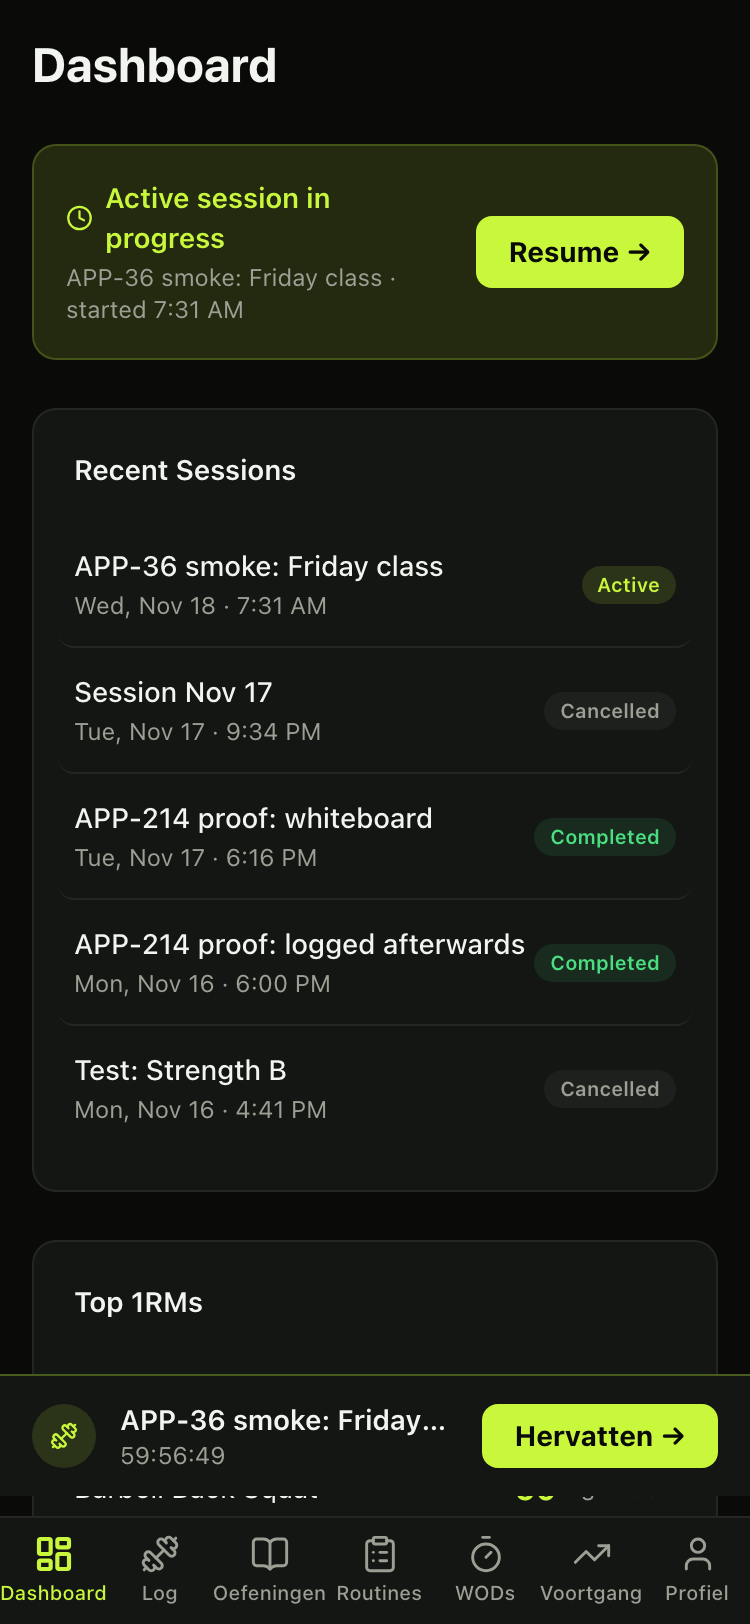 Dashboard
Active session in
progress
APP-36 smoke: Friday class ·
started 7:31 AM
Resume →
Recent Sessions
APP-36 smoke: Friday class
Wed, Nov 18 · 7:31 AM
Active
Session Nov 17
Tue, Nov 17 · 9:34 PM
Cancelled
APP-214 proof: whiteboard
Tue, Nov 17 · 6:16 PM
Completed
APP-214 proof: logged afterwards
Mon, Nov 16 · 6:00 PM
Completed
Test: Strength B
Mon, Nov 16 · 4:41 PM
Cancelled
Top 1RMs
APP-36 smoke: Friday...
59:56:49
Hervatten →
Barbell Back Squat
Dashboard
Log
Oefeningen
Routines
WODs
Voortgang
Profiel